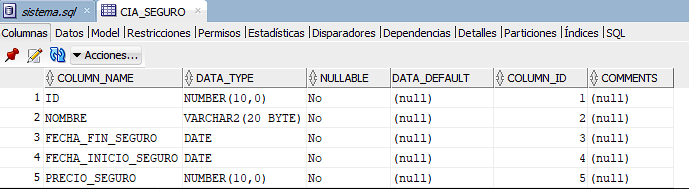 sistema.sql CIA_SEGURO
Columnas Datos Model Restricciones Permisos Estadísticas Disparadores Dependencias Detalles Particiones Índices SQL
Acciones...
COLUMN_NAME DATA_TYPE NULLABLE DATA_DEFAULT COLUMN_ID COMMENTS
1 ID NUMBER(10,0) No (null) 1 (null)
2 NOMBRE VARCHAR2(20 BYTE) No (null) 2 (null)
3 FECHA_FIN_SEGURO DATE No (null) 3 (null)
4 FECHA_INICIO_SEGURO DATE No (null) 4 (null)
5 PRECIO_SEGURO NUMBER(10,0) No (null) 5 (null)